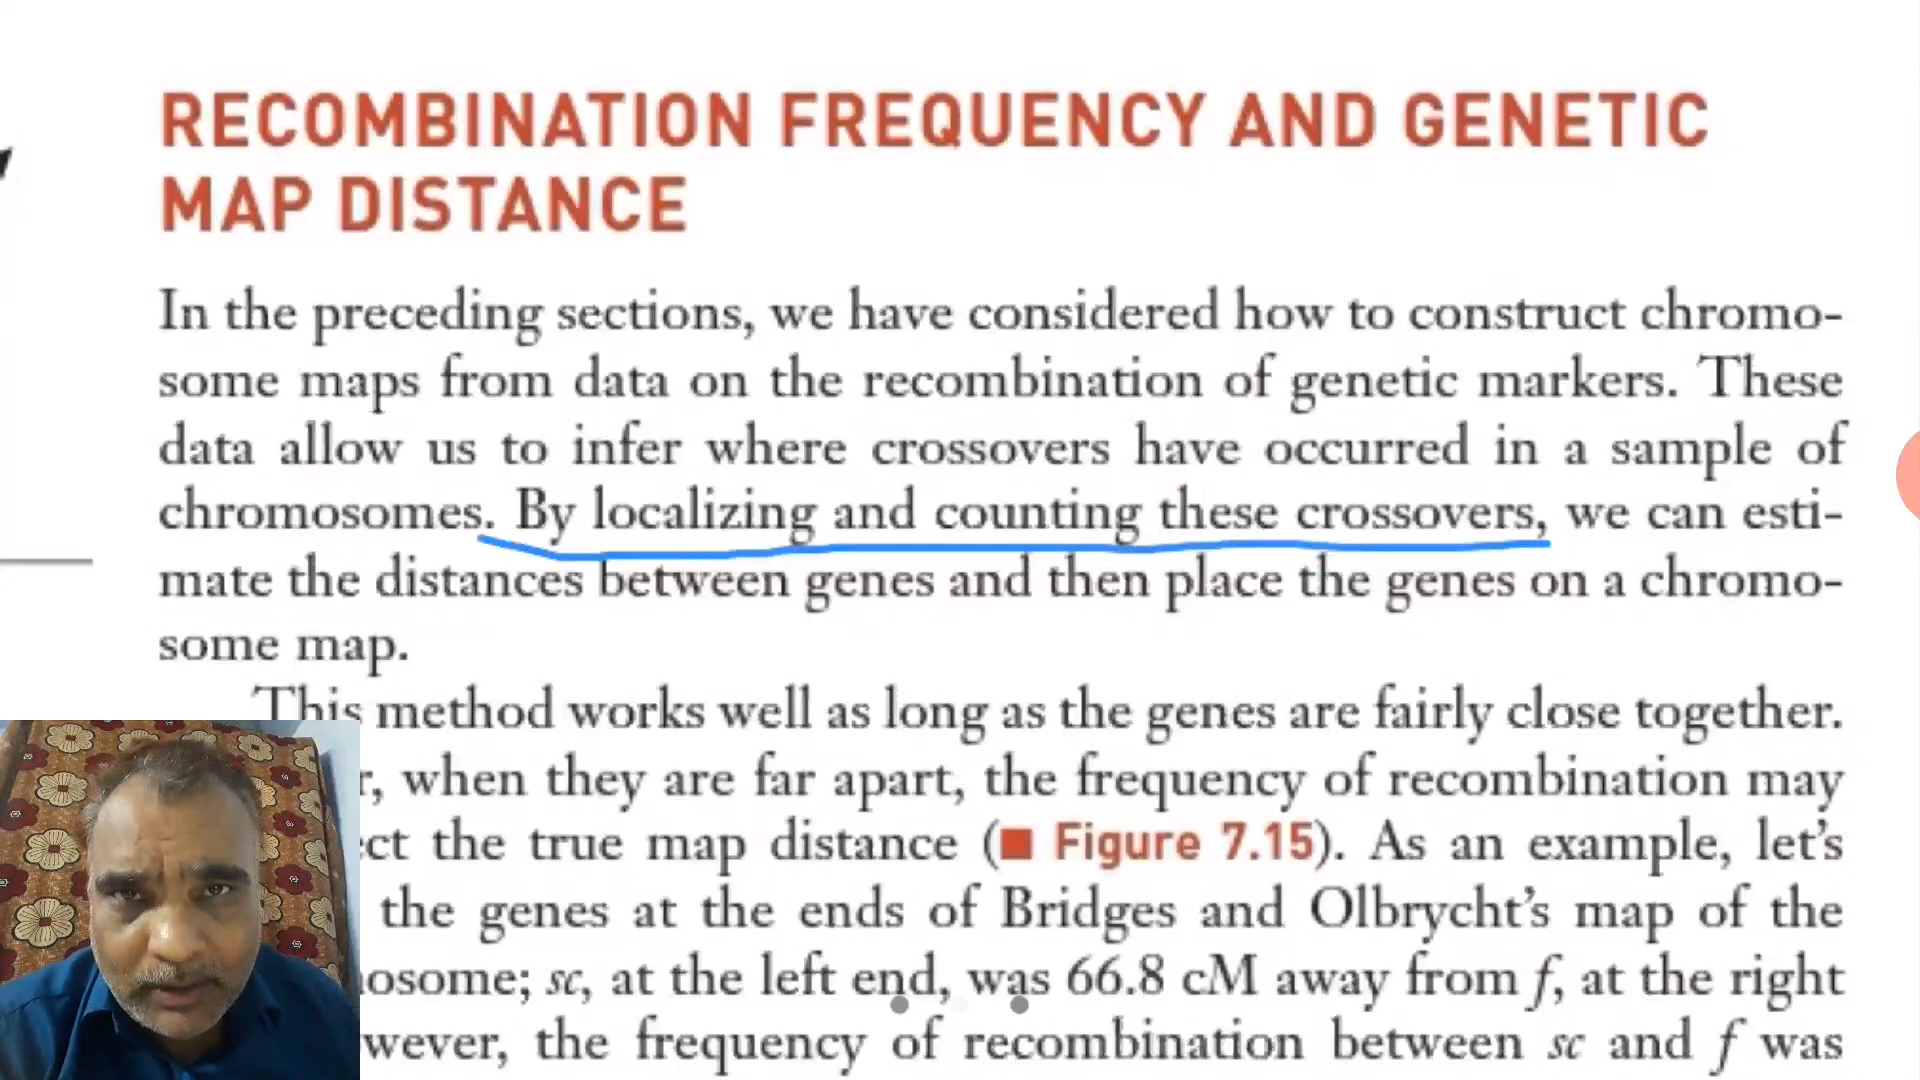 RECOMBINATION FREQUENCY AND GENETIC
MAP DISTANCE
In the preceding sections, we have considered how to construct chromo-
some maps from data on the recombination of genetic markers. These
data allow us to infer where crossovers have occurred in a sample of
chromosomes. By localizing and counting these crossovers, we can esti-
mate the distances between genes and then place the genes on a chromo-
some map.
This method works well as long as the genes are fairly close together.
r, when they are far apart, the frequency of recombination may
ct the true map distance (■ Figure 7.15). As an example, let's
the genes at the ends of Bridges and Olbrycht's map of the
osome; sc, at the left end, was 66.8 cM away from f, at the right
wever, the frequency of recombination between sc and f was